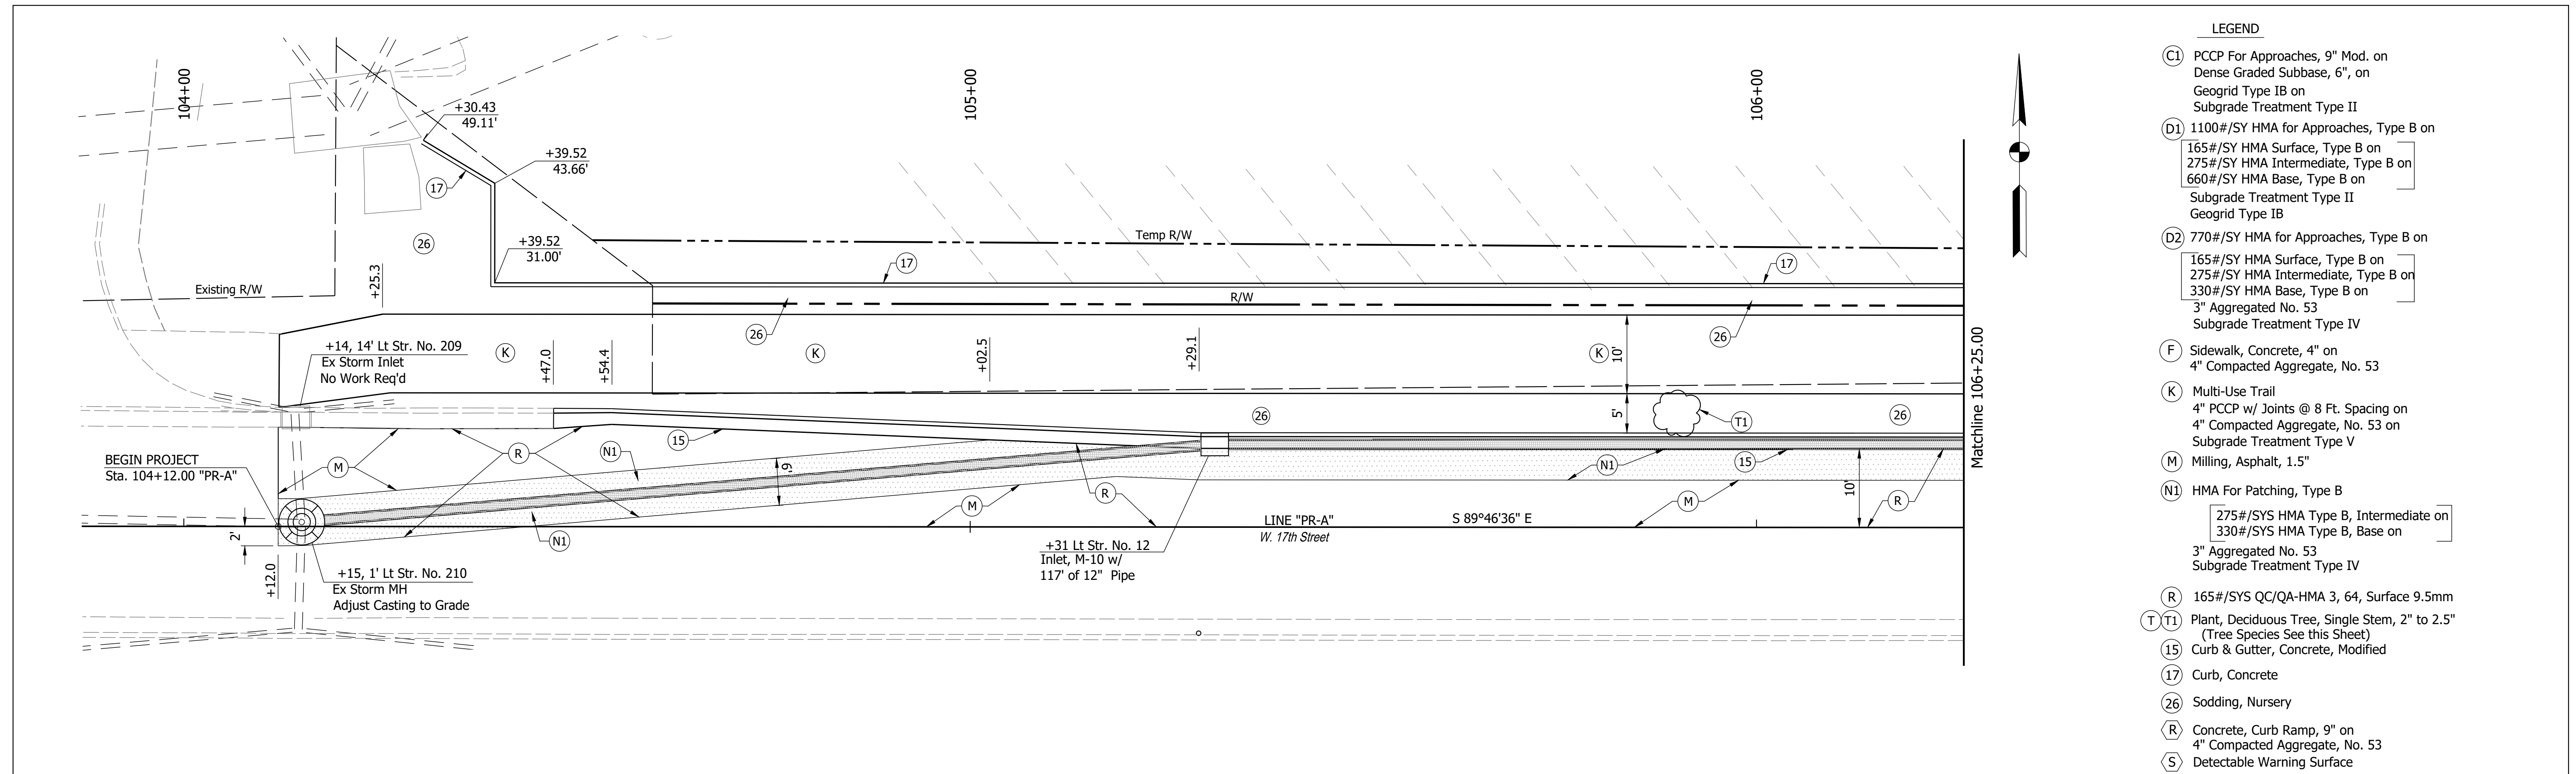 104+00
105+00
106+00
+30.43
49.11'
+39.52
43.66'
17
26
+39.52
31.00'
Temp R/W
17
17
Existing R/W
+25.3
R/W
26
26
26
+14, 14' Lt Str. No. 209
Ex Storm Inlet
No Work Req'd
K
+47.0
+54.4
K
+02.5
+29.1
K
10'
5'
T1
26
26
Matchline 106+25.00
15
R
N1
M
BEGIN PROJECT
Sta. 104+12.00 "PR-A"
6'
R
M
N1
15
M
10'
R
2'
+12.0
N1
LINE "PR-A"
S 89°46'36" E
W. 17th Street
+31 Lt Str. No. 12
Inlet, M-10 w/
117' of 12" Pipe
+15, 1' Lt Str. No. 210
Ex Storm MH
Adjust Casting to Grade
LEGEND
C1 PCCP For Approaches, 9" Mod. on
Dense Graded Subbase, 6", on
Geogrid Type IB on
Subgrade Treatment Type II
D1 1100#/SY HMA for Approaches, Type B on
165#/SY HMA Surface, Type B on
275#/SY HMA Intermediate, Type B on
660#/SY HMA Base, Type B on
Subgrade Treatment Type II
Geogrid Type IB
D2 770#/SY HMA for Approaches, Type B on
165#/SY HMA Surface, Type B on
275#/SY HMA Intermediate, Type B on
330#/SY HMA Base, Type B on
3" Aggregated No. 53
Subgrade Treatment Type IV
F Sidewalk, Concrete, 4" on
4" Compacted Aggregate, No. 53
K Multi-Use Trail
4" PCCP w/ Joints @ 8 Ft. Spacing on
4" Compacted Aggregate, No. 53 on
Subgrade Treatment Type V
M Milling, Asphalt, 1.5"
N1 HMA For Patching, Type B
275#/SYS HMA Type B, Intermediate on
330#/SYS HMA Type B, Base on
3" Aggregated No. 53
Subgrade Treatment Type IV
R 165#/SYS QC/QA-HMA 3, 64, Surface 9.5mm
T T1 Plant, Deciduous Tree, Single Stem, 2" to 2.5"
(Tree Species See this Sheet)
15 Curb & Gutter, Concrete, Modified
17 Curb, Concrete
26 Sodding, Nursery
R Concrete, Curb Ramp, 9" on
4" Compacted Aggregate, No. 53
S Detectable Warning Surface